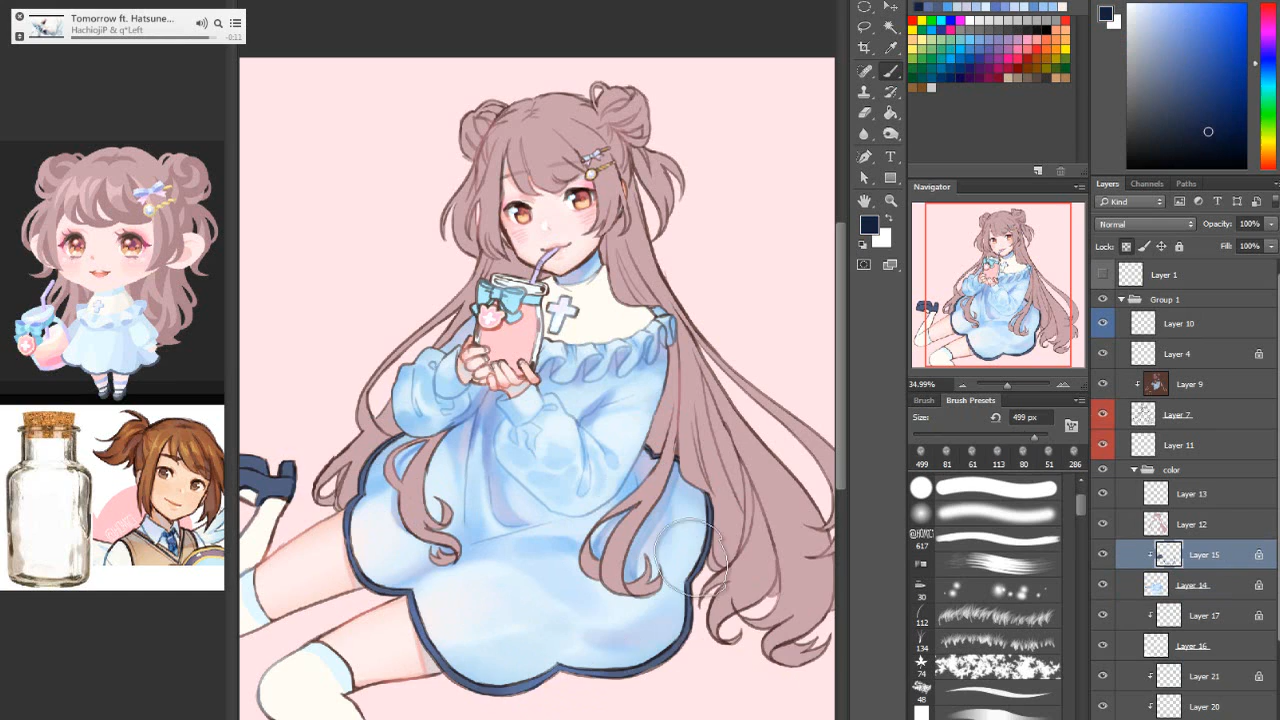 Tomorrow ft. Hatsune...
HachiojiP & q*Left
-0:11
Navigator
34.99%
Brush
Brush Presets
Size:
499 px
499
81
61
113
80
51
286
617
30
112
134
74
48
Layers
Channels
Paths
Kind
Normal
Opacity:
100%
Lock:
Fill:
100%
Layer 1
Group 1
Layer 10
Layer 4
Layer 9
Layer 7
Layer 11
color
Layer 13
Layer 12
Layer 15
Layer 14
Layer 17
Layer 16
Layer 21
Layer 20